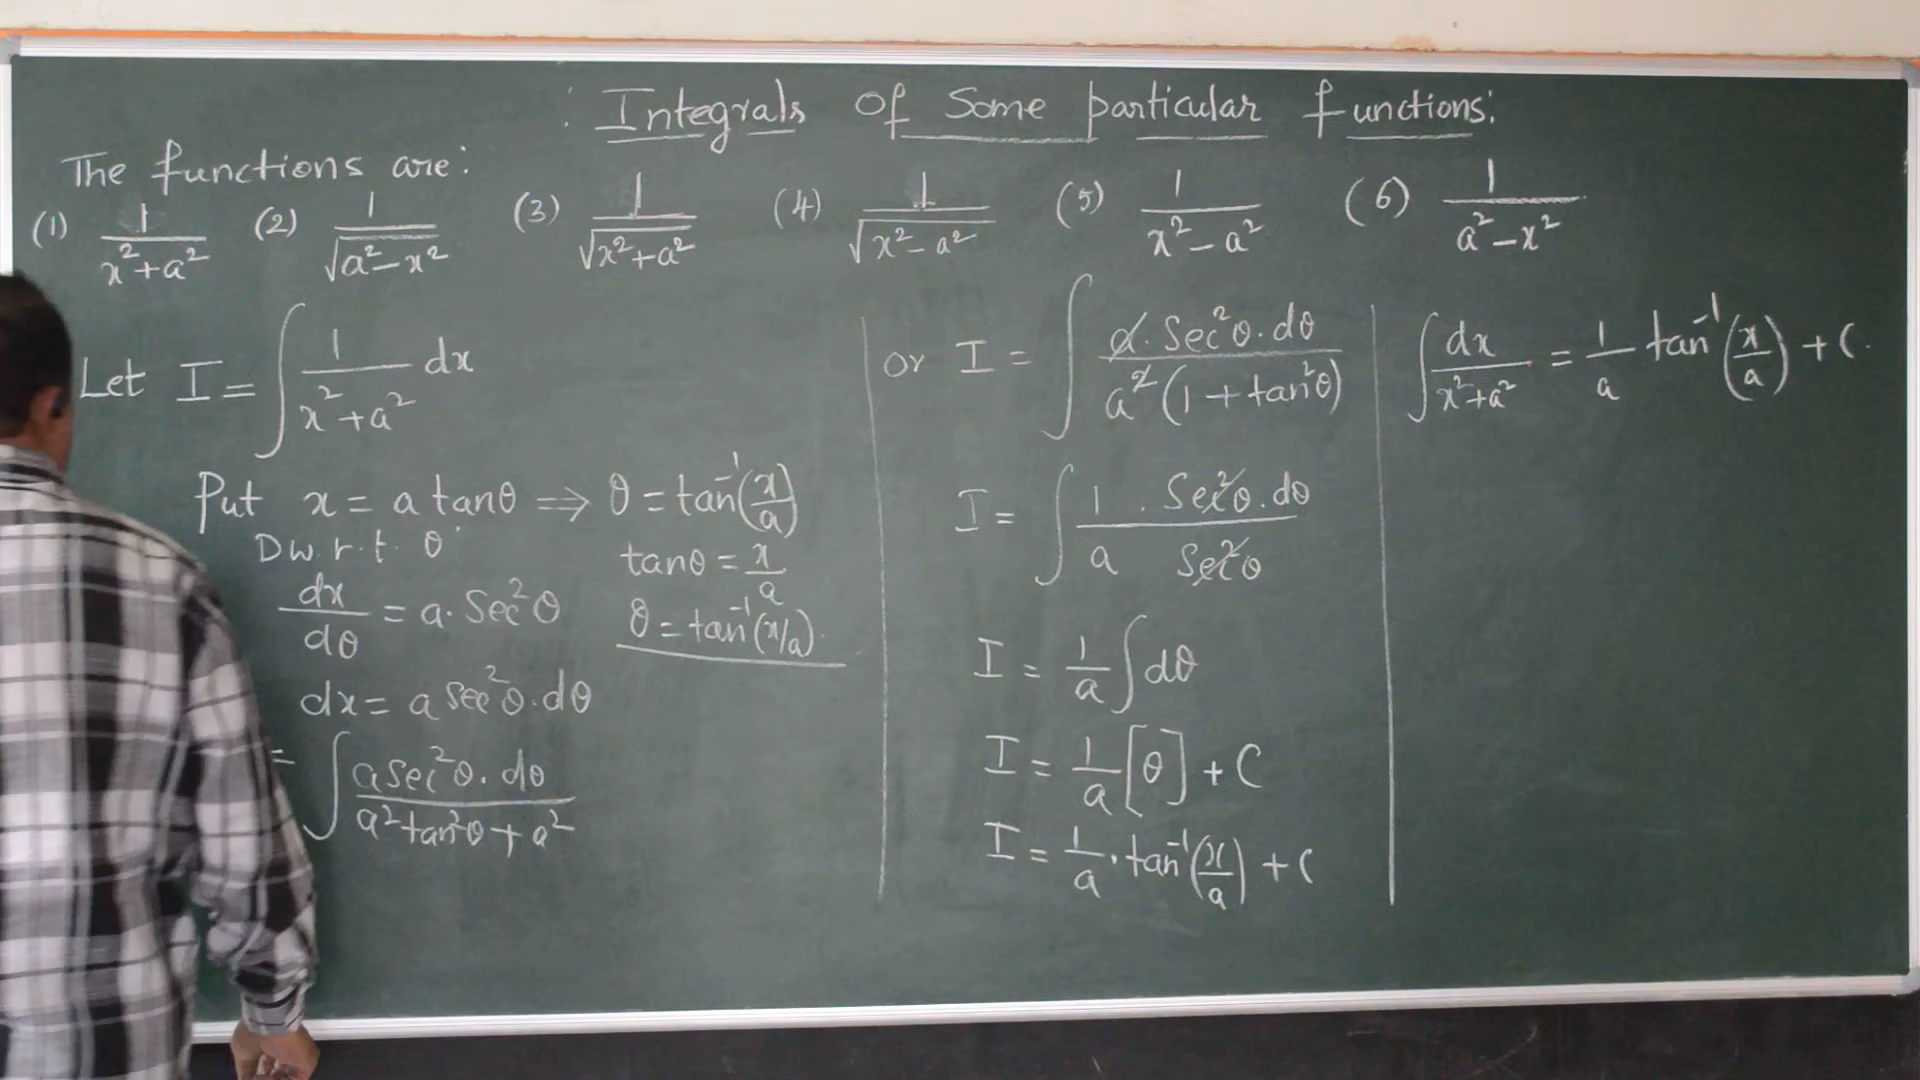 : Integrals Of Some particular functions:
The functions are:
(1) 1/(x²+a²) (2) 1/√(a²-x²) (3) 1/√(x²+a²) (4) 1/√(x²-a²) (5) 1/(x²-a²) (6) 1/(a²-x²)
Let I = ∫ 1/(x²+a²) dx
Put x = a tanθ ⟹ θ = tan⁻¹(x/a)
D w.r.t. θ
tanθ = x/a
dx/dθ = a. Sec²θ
θ = tan⁻¹(x/a).
dx = a sec²θ.dθ
= ∫ (a sec²θ. dθ)/(a² tan²θ + a²)
or I = ∫ (a. Sec²θ. dθ)/(a²(1 + tan²θ))
I = ∫ 1/a . Sec²θ.dθ/Sec²θ
I = 1/a ∫ dθ
I = 1/a [θ] + C
I = 1/a . tan⁻¹(x/a) + C
∫ dx/(x²+a²) = 1/a tan⁻¹(x/a) + C.